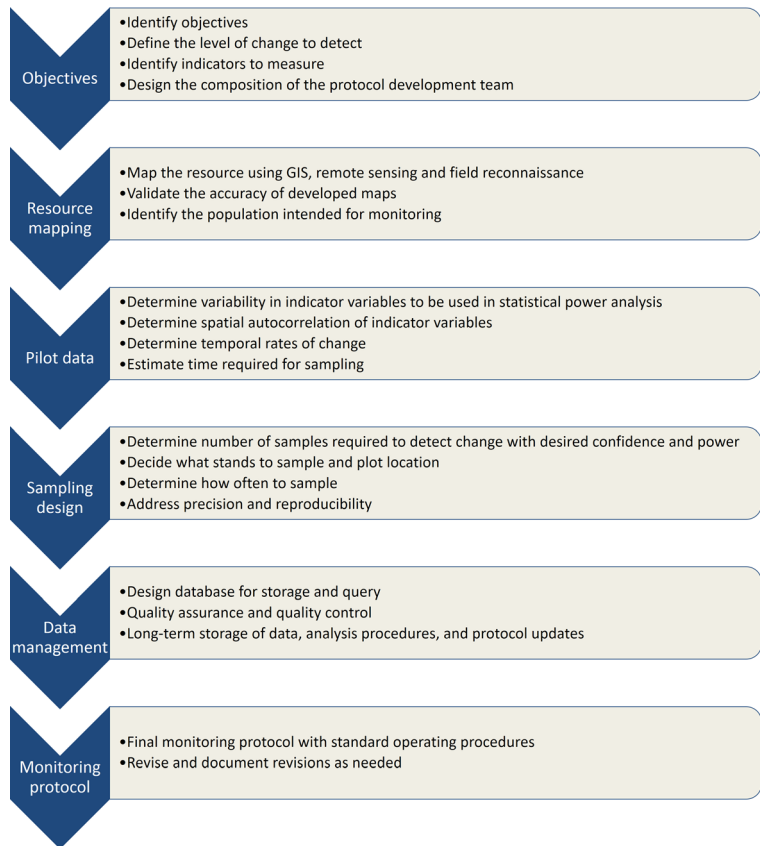 Objectives
•Identify objectives
•Define the level of change to detect
•Identify indicators to measure
•Design the composition of the protocol development team
Resource
mapping
•Map the resource using GIS, remote sensing and field reconnaissance
•Validate the accuracy of developed maps
•Identify the population intended for monitoring
Pilot data
•Determine variability in indicator variables to be used in statistical power analysis
•Determine spatial autocorrelation of indicator variables
•Determine temporal rates of change
•Estimate time required for sampling
Sampling
design
•Determine number of samples required to detect change with desired confidence and power
•Decide what stands to sample and plot location
•Determine how often to sample
•Address precision and reproducibility
Data
management
•Design database for storage and query
•Quality assurance and quality control
•Long-term storage of data, analysis procedures, and protocol updates
Monitoring
protocol
•Final monitoring protocol with standard operating procedures
•Revise and document revisions as needed